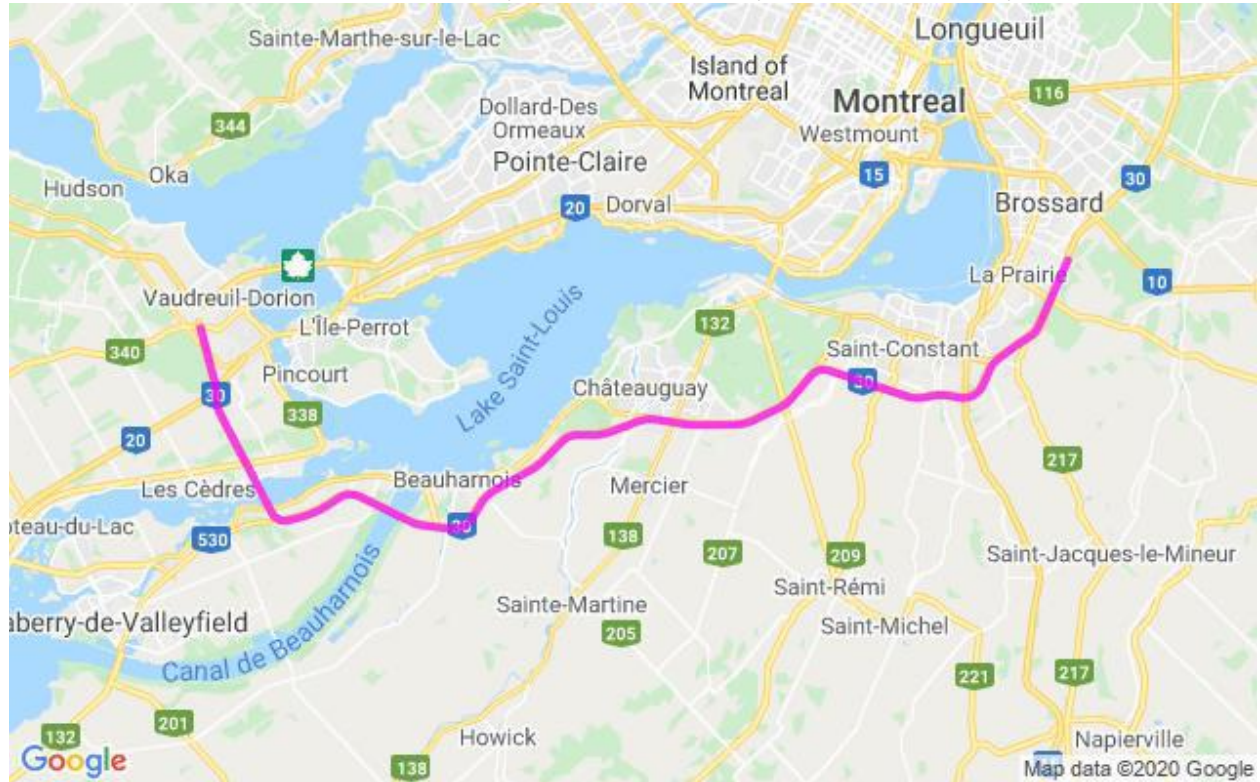 Sainte-Marthe-sur-le-Lac
Longueuil
Island of
Montreal
Dollard-Des
Ormeaux
Montreal
116
344
Westmount
Pointe-Claire
Oka
15
30
Hudson
20
Dorval
Brossard
La Prairie
10
Vaudreuil-Dorion
L'Île-Perrot
132
340
Pincourt
Lake Saint-Louis
Saint-Constant
30
Châteauguay
30
338
20
Beauharnois
Les Cèdres
Mercier
217
oteau-du-Lac
530
30
138
207
209
Saint-Jacques-le-Mineur
Canal de Beauharnois
Sainte-Martine
Saint-Rémi
aberry-de-Valleyfield
205
Saint-Michel
221
217
201
132
Howick
138
Napierville
Google
Map data ©2020 Google